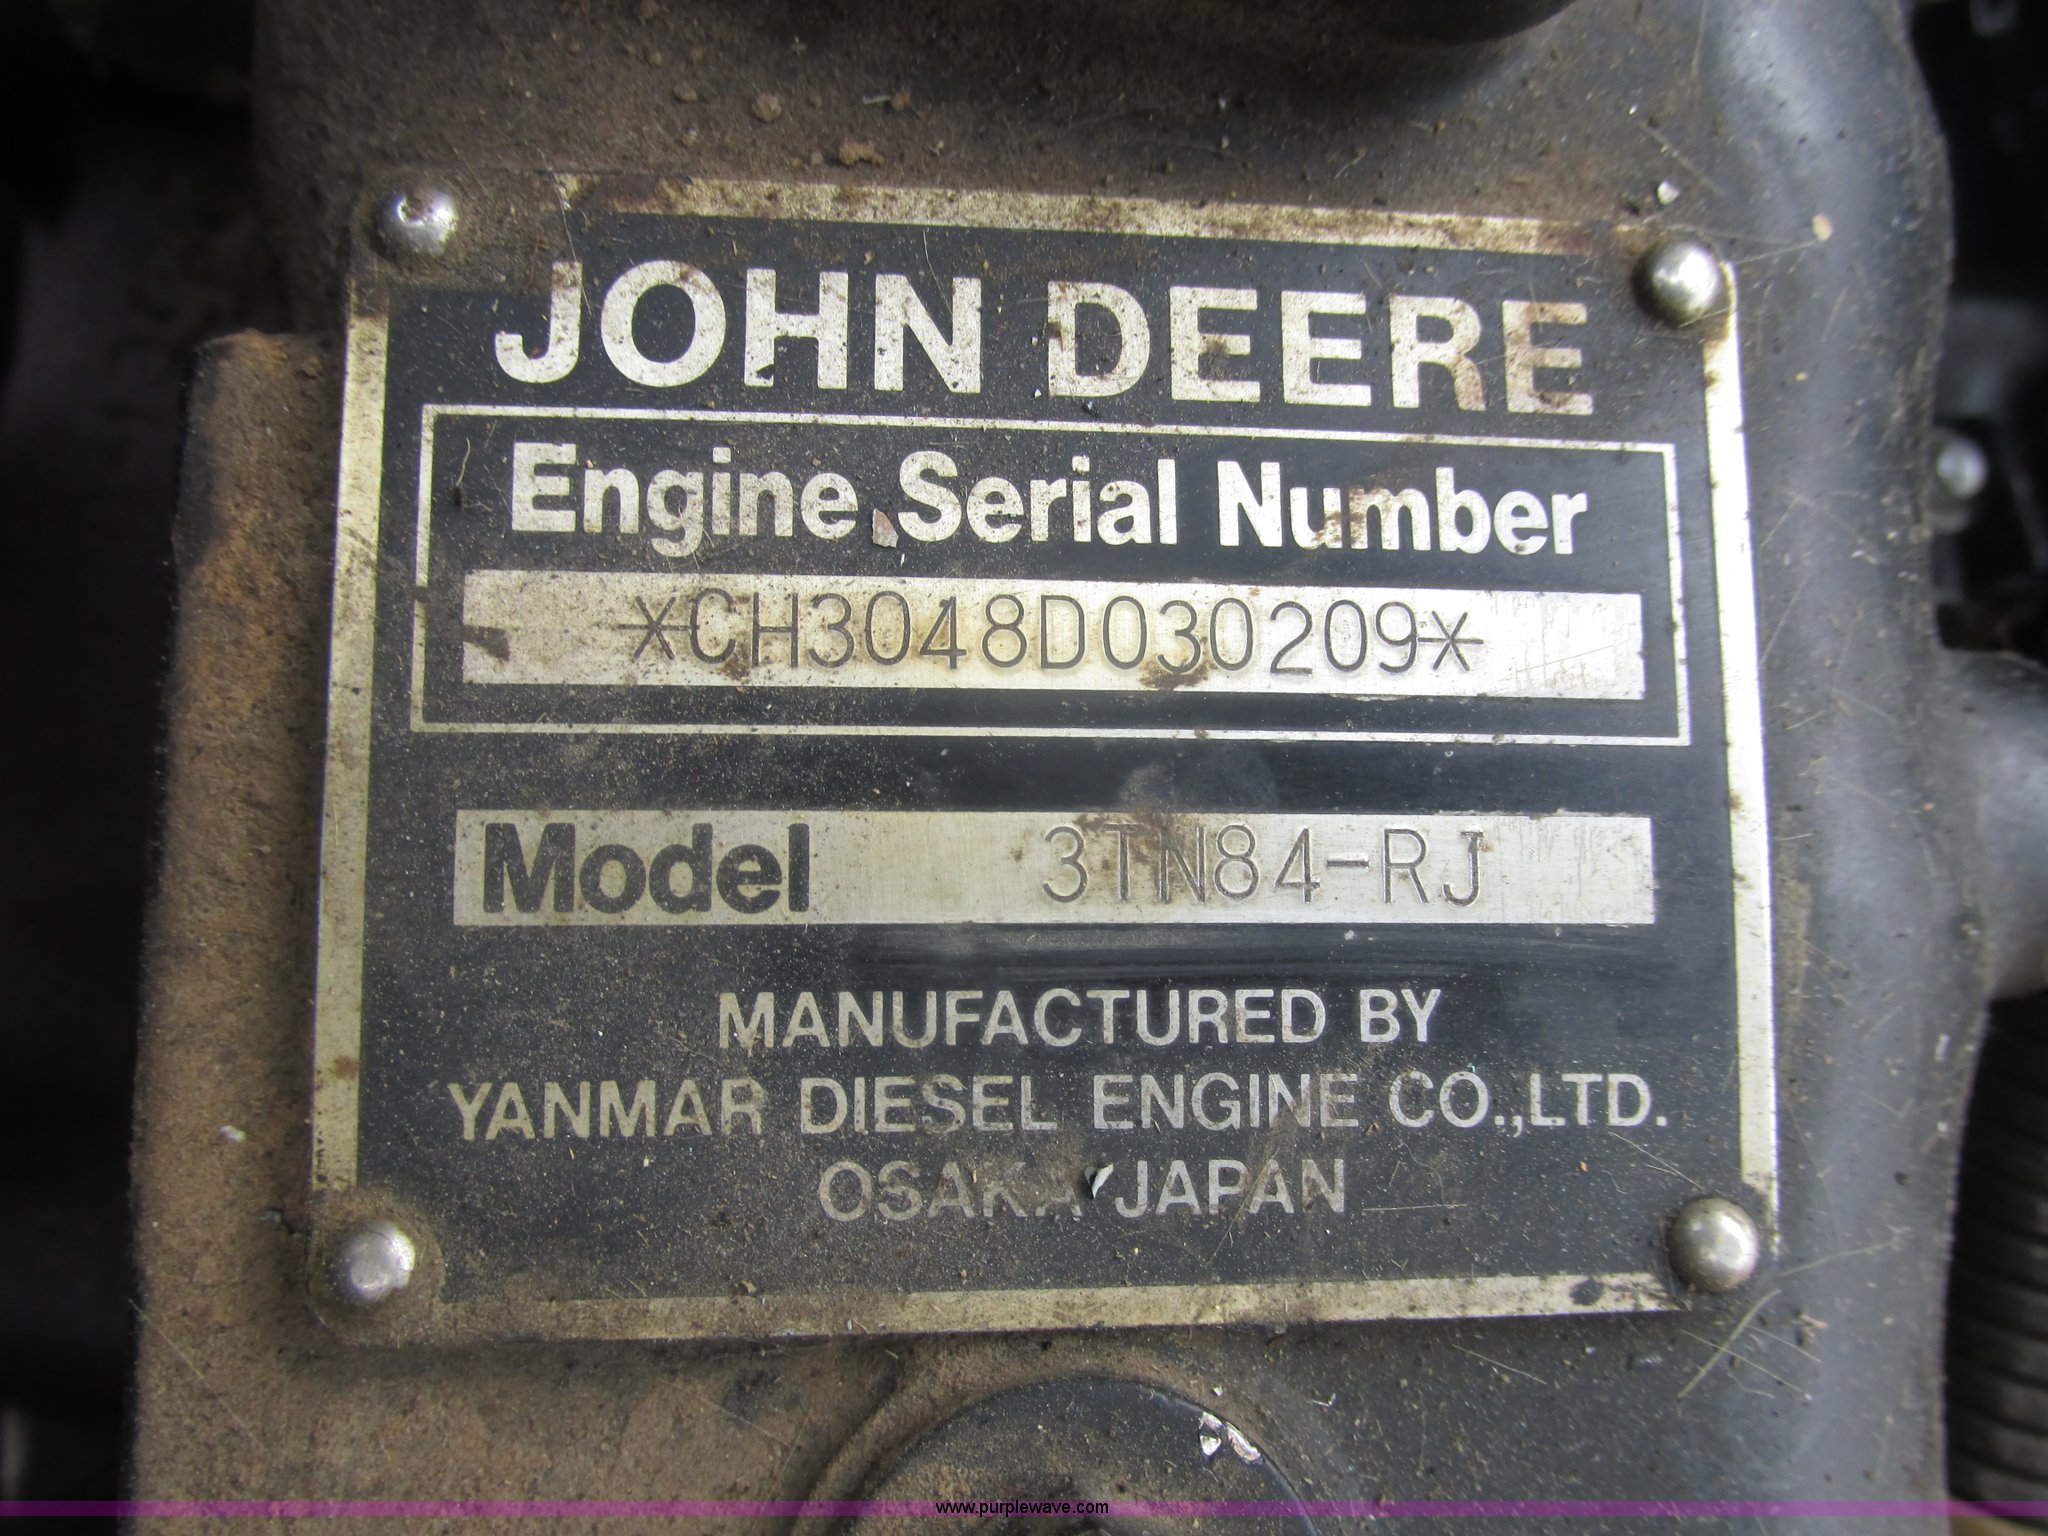 JOHN DEERE
Engine Serial Number
*CH3048D030209*
Model 3TN84-RJ
MANUFACTURED BY
YANMAR DIESEL ENGINE CO.,LTD.
OSAKA JAPAN
www.purplewave.com